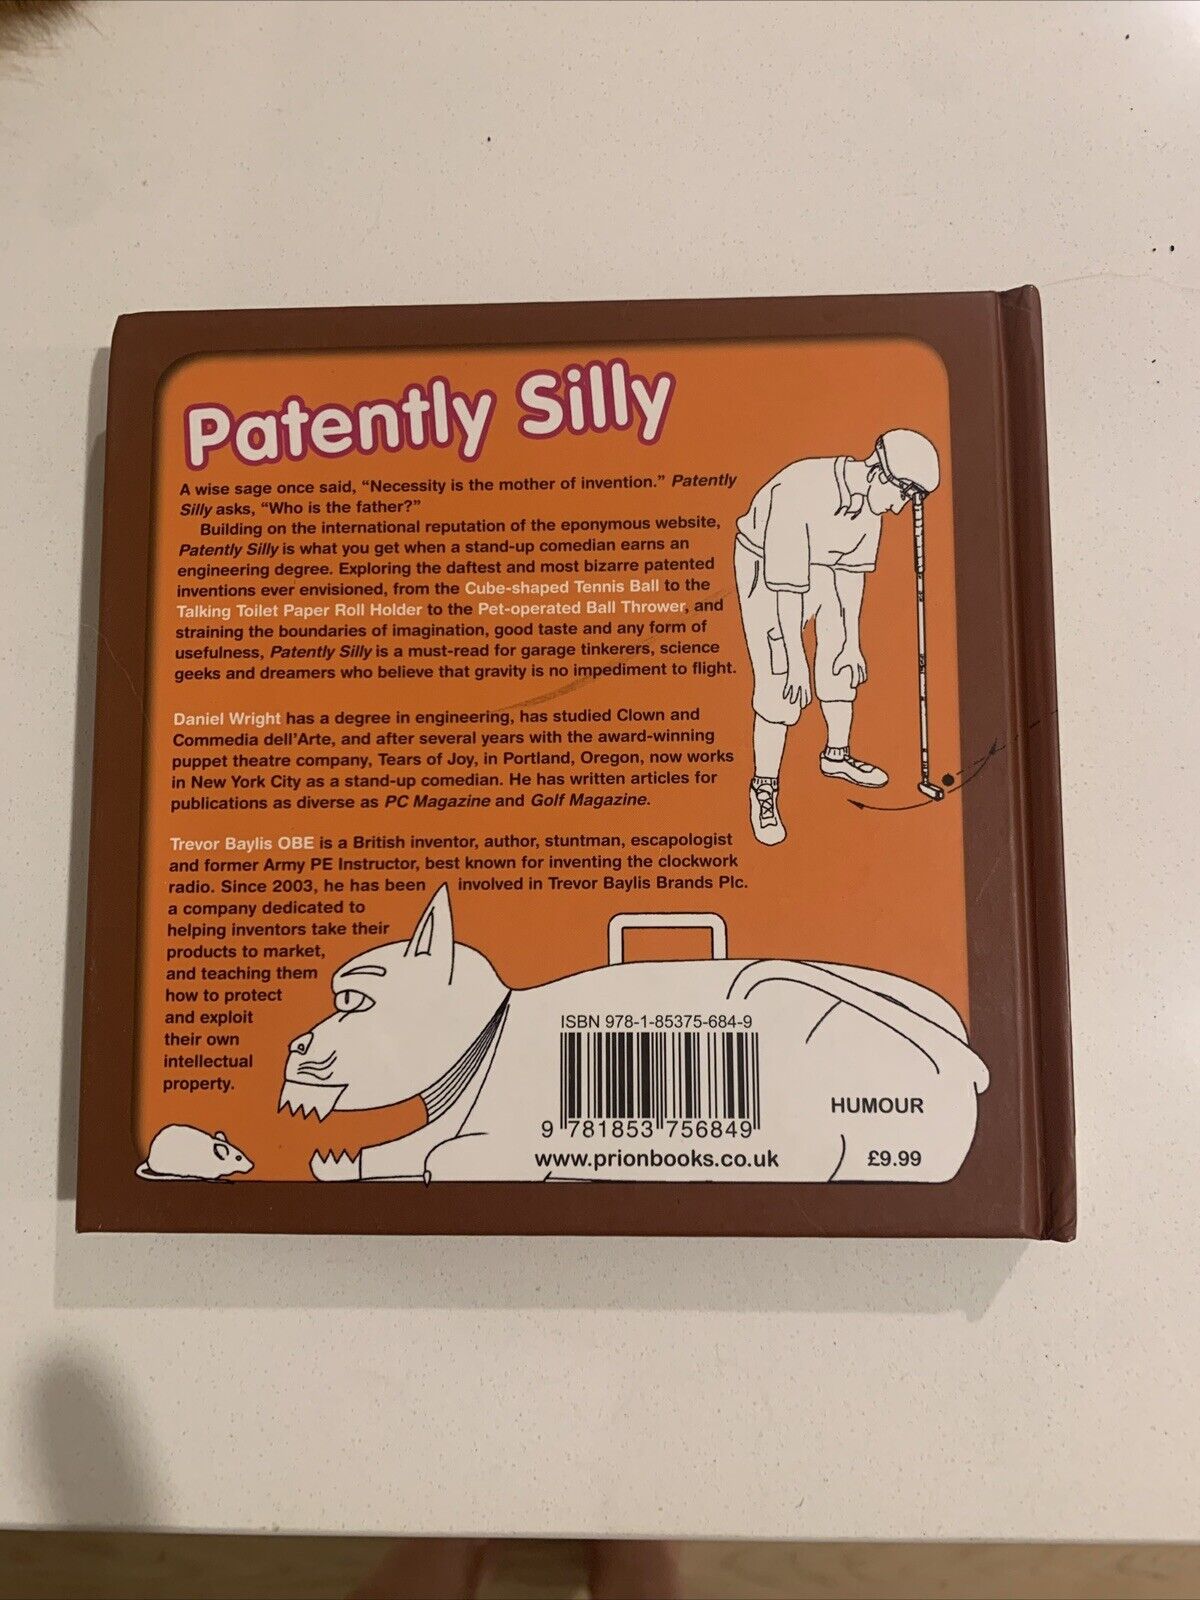 Patently Silly
A wise sage once said, “Necessity is the mother of invention.” Patently
Silly asks, “Who is the father?”
Building on the international reputation of the eponymous website,
Patently Silly is what you get when a stand-up comedian earns an
engineering degree. Exploring the daftest and most bizarre patented
inventions ever envisioned, from the Cube-shaped Tennis Ball to the
Talking Toilet Paper Roll Holder to the Pet-operated Ball Thrower, and
straining the boundaries of imagination, good taste and any form of
usefulness, Patently Silly is a must-read for garage tinkerers, science
geeks and dreamers who believe that gravity is no impediment to flight.
Daniel Wright has a degree in engineering, has studied Clown and
Commedia dell’Arte, and after several years with the award-winning
puppet theatre company, Tears of Joy, in Portland, Oregon, now works
in New York City as a stand-up comedian. He has written articles for
publications as diverse as PC Magazine and Golf Magazine.
Trevor Baylis OBE is a British inventor, author, stuntman, escapologist
and former Army PE Instructor, best known for inventing the clockwork
radio. Since 2003, he has been involved in Trevor Baylis Brands Plc.
a company dedicated to
helping inventors take their
products to market,
and teaching them
how to protect
and exploit
their own
intellectual
property.
ISBN 978-1-85375-684-9
9 781853 756849
www.prionbooks.co.uk
HUMOUR
£9.99